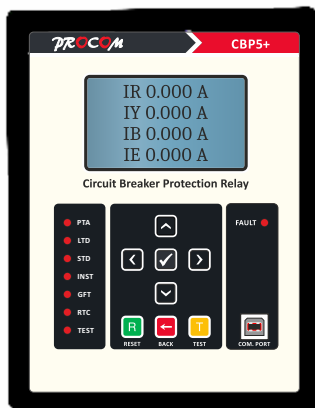 PROCOM
CBP5+
IR 0.000 A
IY 0.000 A
IB 0.000 A
IE 0.000 A
Circuit Breaker Protection Relay
PTA
LTD
STD
INST
GFT
RTC
TEST
R
RESET
BACK
T
TEST
FAULT
COM. PORT